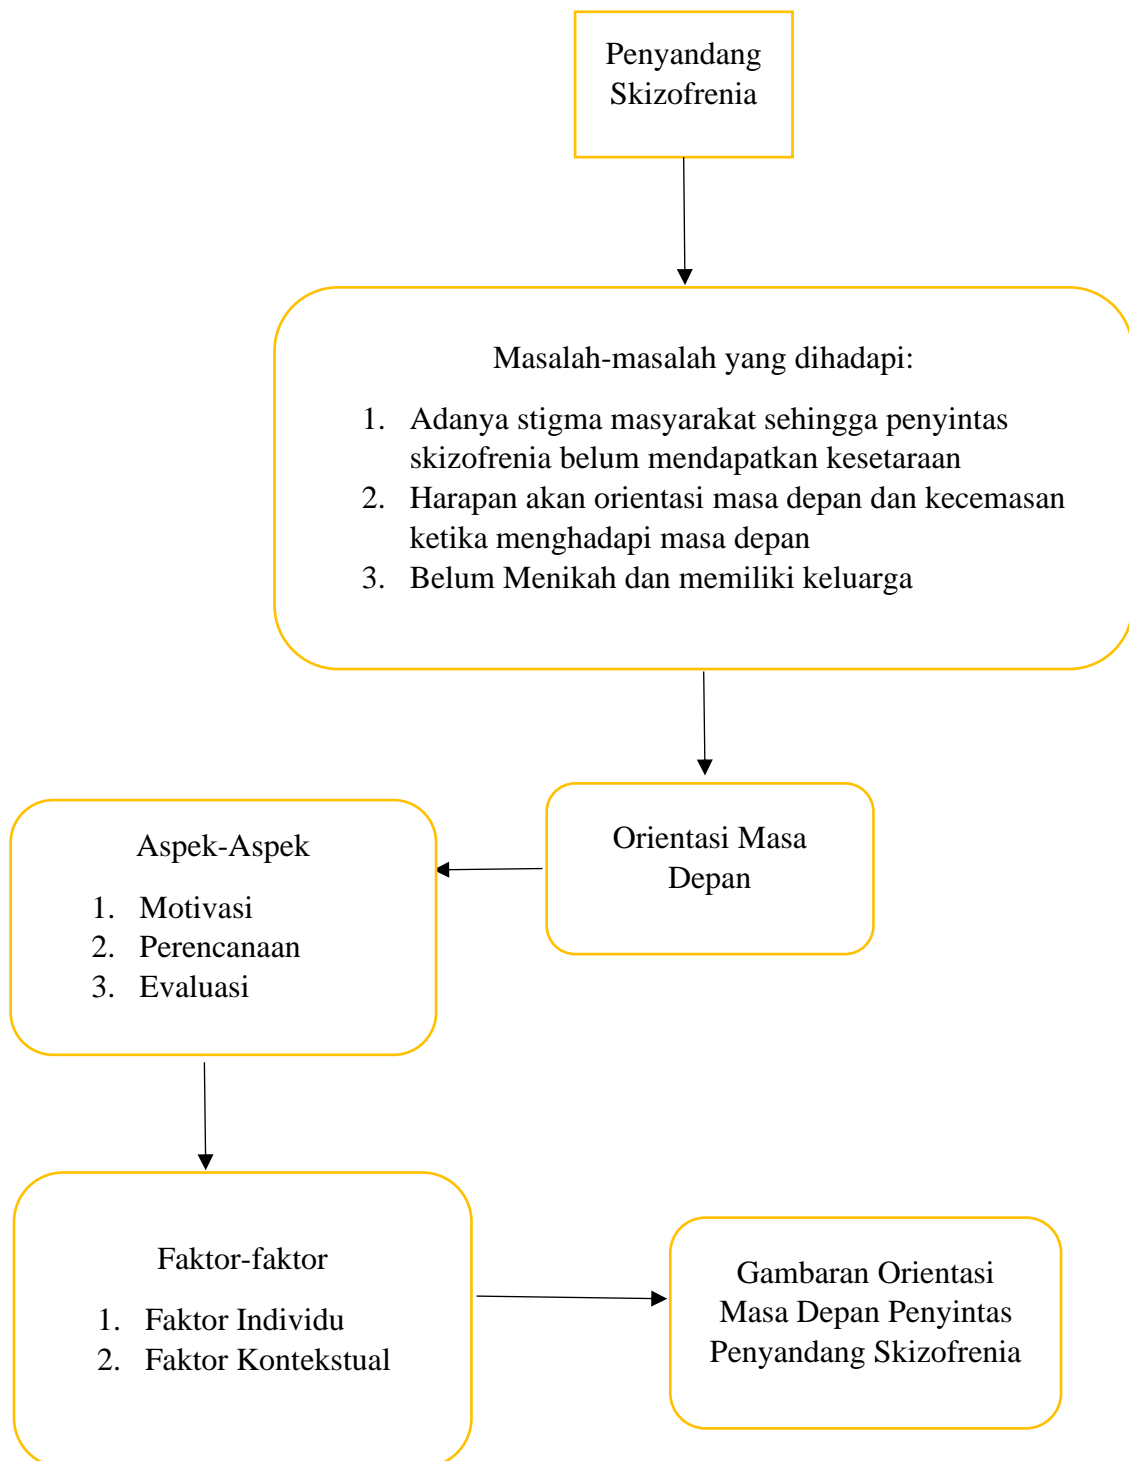 Penyandang
Skizofrenia
Masalah-masalah yang dihadapi:
1. Adanya stigma masyarakat sehingga penyintas
skizofrenia belum mendapatkan kesetaraan
2. Harapan akan orientasi masa depan dan kecemasan
ketika menghadapi masa depan
3. Belum Menikah dan memiliki keluarga
Orientasi Masa
Depan
Aspek-Aspek
1. Motivasi
2. Perencanaan
3. Evaluasi
Faktor-faktor
1. Faktor Individu
2. Faktor Kontekstual
Gambaran Orientasi
Masa Depan Penyintas
Penyandang Skizofrenia